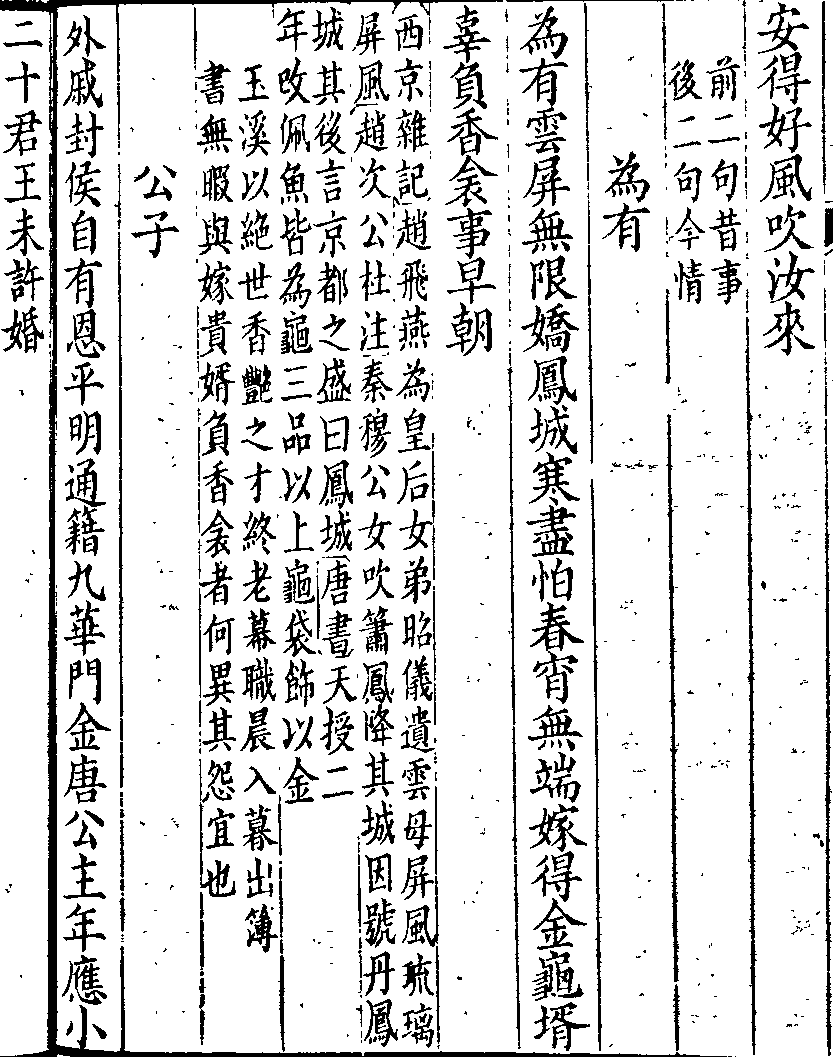 安得好風吹汝來
前二句昔事
後二句今情
為有
為有雲屏無限嬌鳳城寒盡怕春宵無端嫁得金龜壻
辜負香衾事早朝
西京雜記趙飛燕為皇后女弟昭儀遺雲母屏風琉璃
屏風趙次公杜注秦穆公女吹簫鳳降其城因號丹鳳
城其後言京都之盛曰鳳城唐書天授二
年改佩魚皆為龜三品以上龜袋飾以金
玉溪以絕世香艷之才終老幕職晨入暮出簿
書無暇與嫁貴婿負香衾者何異其怨宜也
公子
外戚封侯自有恩平明通籍九華門金唐公主年應小
二十君王未許婚